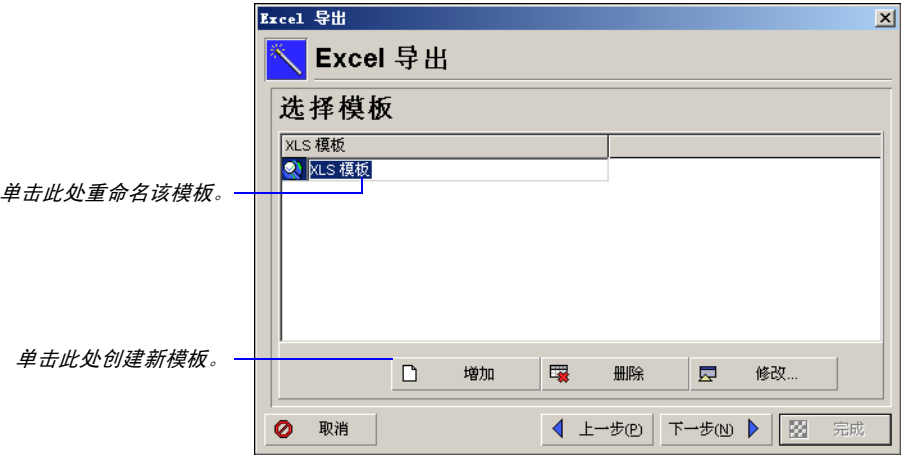 Excel 导出
Excel 导出
选择模板
XLS 模板
XLS 模板
单击此处重命名该模板。
单击此处创建新模板。
增加
删除
修改...
取消
上一步(P)
下一步(N)
完成